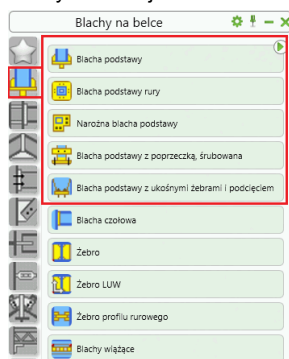 Blachy na belce
Blacha podstawy
Blacha podstawy rury
Narożna blacha podstawy
Blacha podstawy z poprzeczką, śrubowana
Blacha podstawy z ukośnymi żebrami i podcięciem
Blacha czołowa
Żebro
Żebro LUW
Żebro profilu rurowego
Blachy wiążące